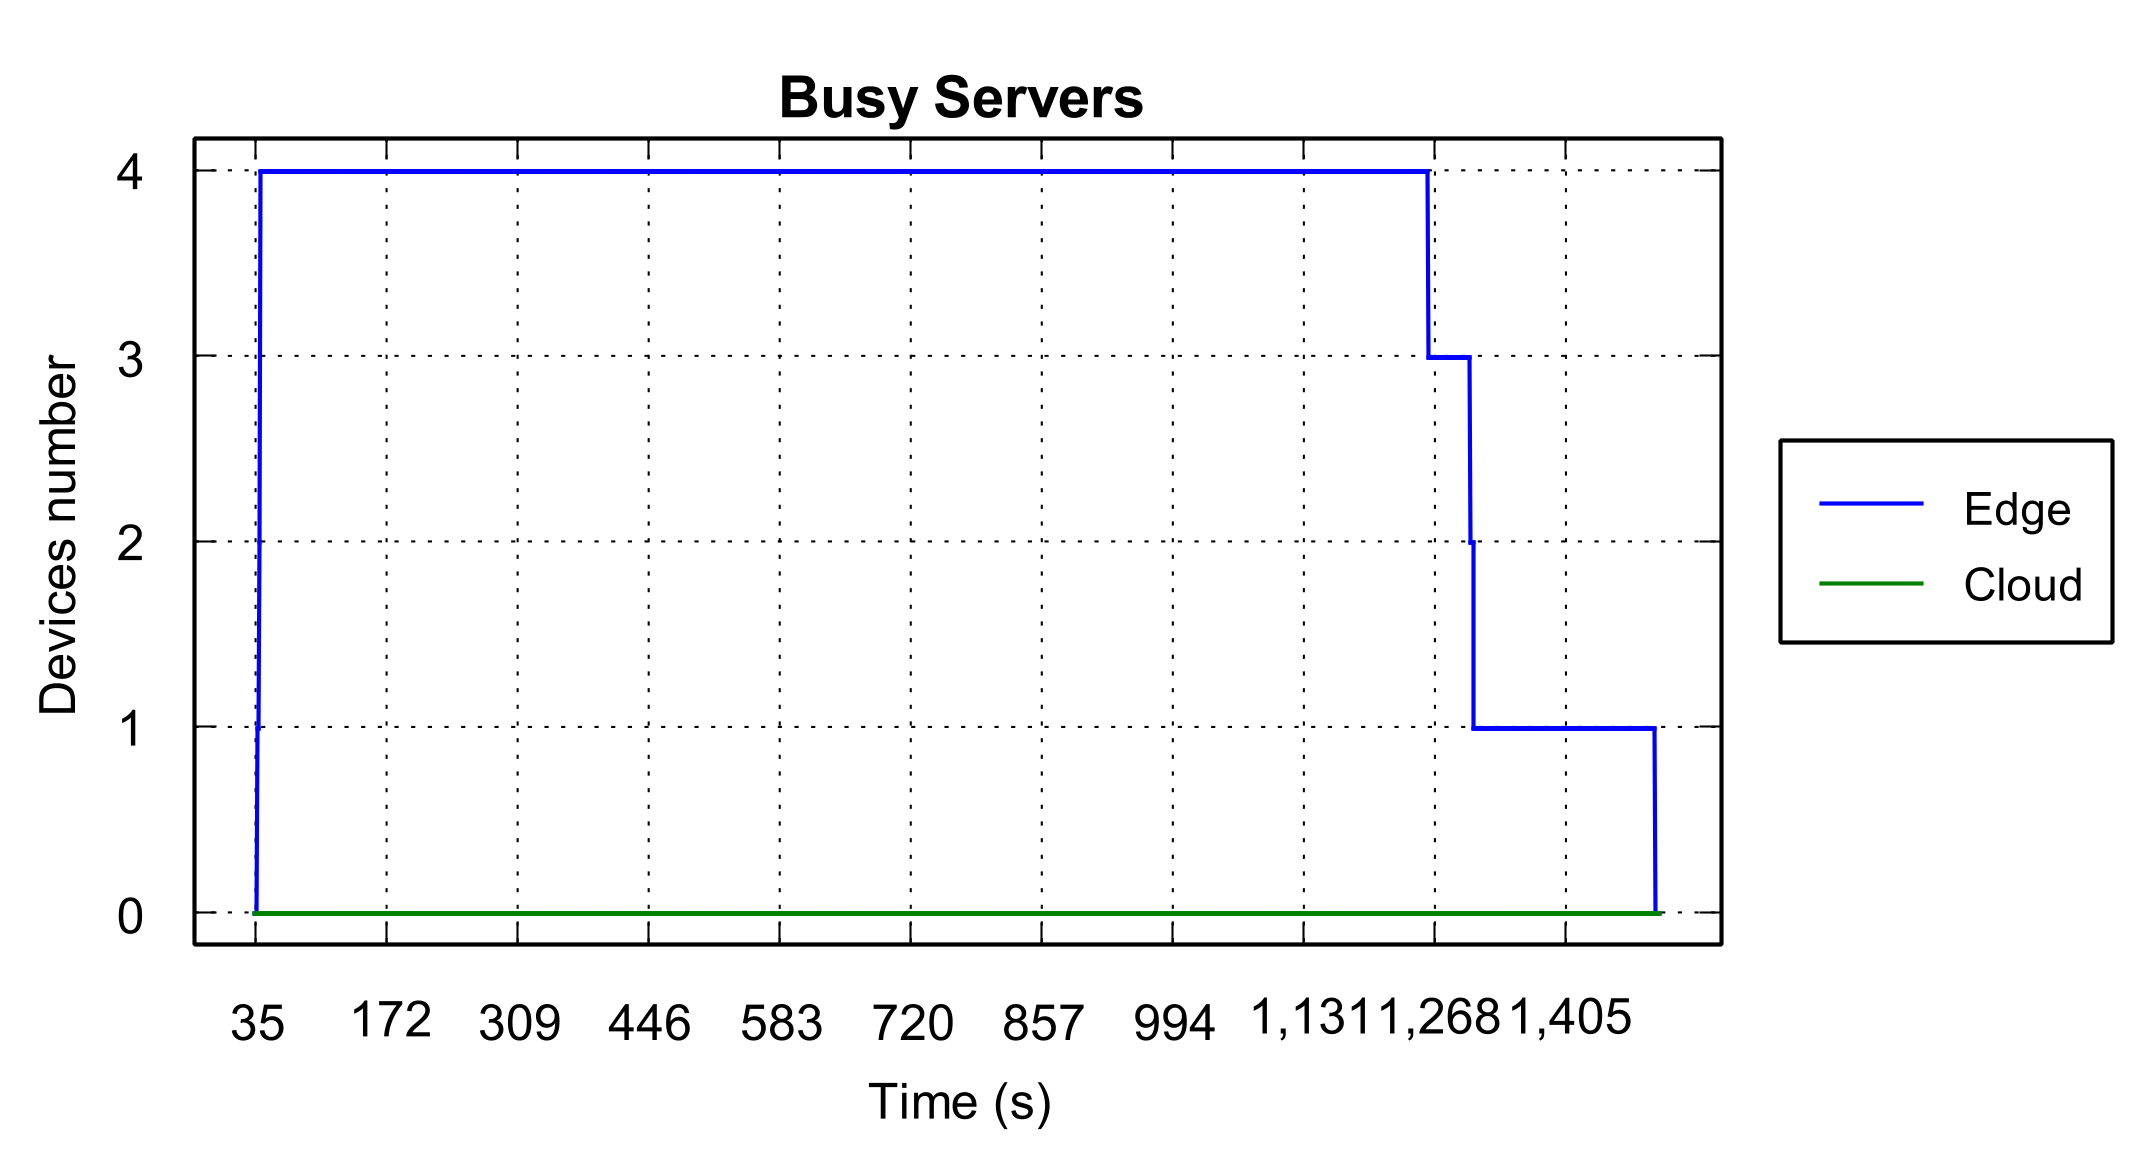 Busy Servers
4
3
2
1
0
Devices number
35 172 309 446 583 720 857 994 1,131 1,268 1,405
Time (s)
Edge
Cloud